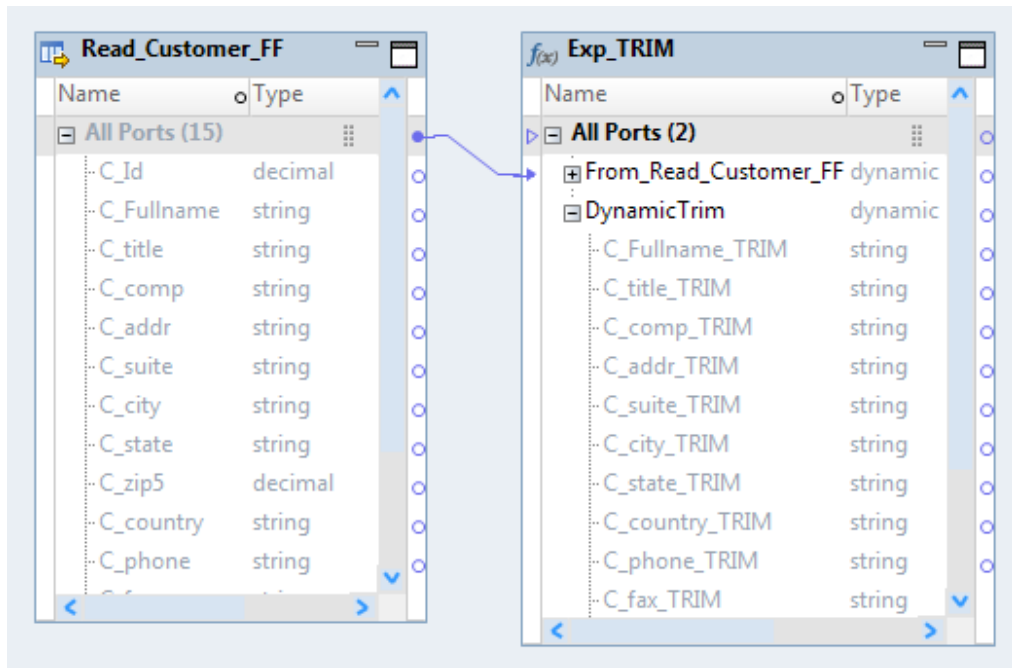 Read_Customer_FF
Name Type
All Ports (15)
C_Id decimal
C_Fullname string
C_title string
C_comp string
C_addr string
C_suite string
C_city string
C_state string
C_zip5 decimal
C_country string
C_phone string
f(x) Exp_TRIM
Name Type
All Ports (2)
From_Read_Customer_FF dynamic
DynamicTrim dynamic
C_Fullname_TRIM string
C_title_TRIM string
C_comp_TRIM string
C_addr_TRIM string
C_suite_TRIM string
C_city_TRIM string
C_state_TRIM string
C_country_TRIM string
C_phone_TRIM string
C_fax_TRIM string